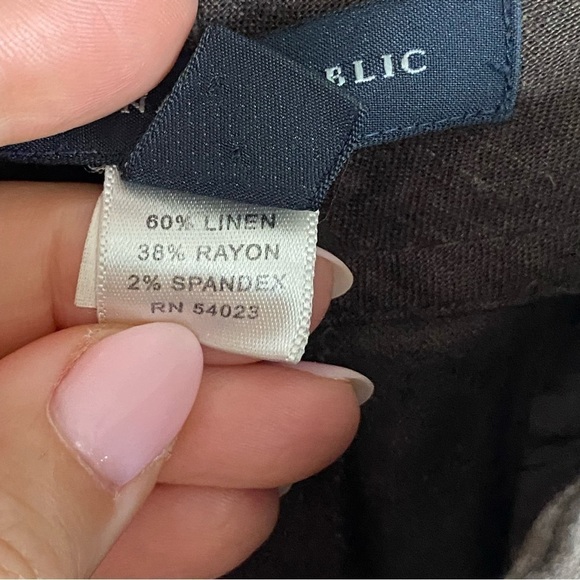 N BLIC
60% LINEN
38% RAYON
2% SPANDEX
RN 54023